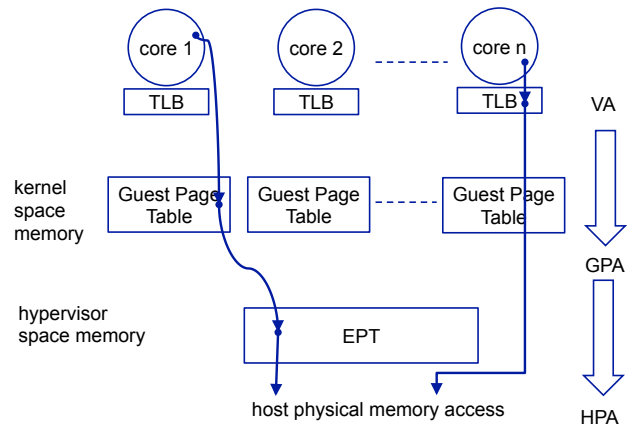 core 1
core 2
core n
TLB
TLB
TLB
VA
kernel
space
memory
Guest Page
Table
Guest Page
Table
Guest Page
Table
GPA
hypervisor
space memory
EPT
host physical memory access
HPA